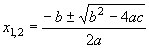 x₁,₂ = (-b ± √(b² - 4ac)) / 2a